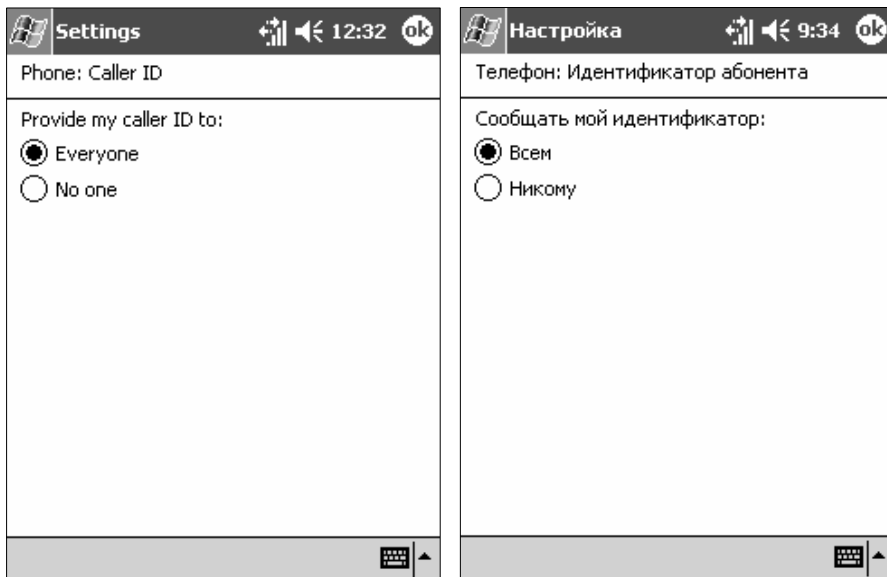 Settings 12:32 ok
Phone: Caller ID
Provide my caller ID to:
Everyone
No one
Настройка 9:34 ok
Телефон: Идентификатор абонента
Сообщать мой идентификатор:
Всем
Никому